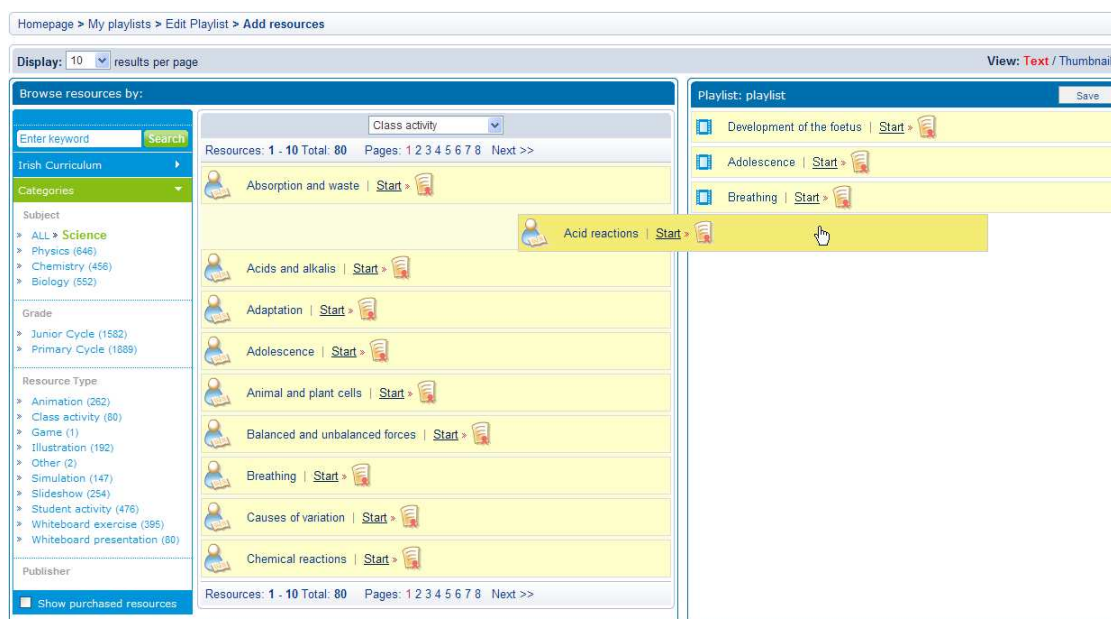 Homepage > My playlists > Edit Playlist > Add resources
Display: 10 results per page
View: Text / Thumbnail
Browse resources by:
Enter keyword
Search
Irish Curriculum
Categories
Subject
» ALL » Science
» Physics (646)
» Chemistry (456)
» Biology (552)
Grade
» Junior Cycle (1582)
» Primary Cycle (1889)
Resource Type
» Animation (262)
» Class activity (80)
» Game (1)
» Illustration (192)
» Other (2)
» Simulation (147)
» Slideshow (254)
» Student activity (476)
» Whiteboard exercise (395)
» Whiteboard presentation (80)
Publisher
Show purchased resources
Class activity
Resources: 1 - 10 Total: 80 Pages: 1 2 3 4 5 6 7 8 Next >>
Absorption and waste | Start »
Acid reactions | Start »
Acids and alkalis | Start »
Adaptation | Start »
Adolescence | Start »
Animal and plant cells | Start »
Balanced and unbalanced forces | Start »
Breathing | Start »
Causes of variation | Start »
Chemical reactions | Start »
Resources: 1 - 10 Total: 80 Pages: 1 2 3 4 5 6 7 8 Next >>
Playlist: playlist
Save
Development of the foetus | Start »
Adolescence | Start »
Breathing | Start »